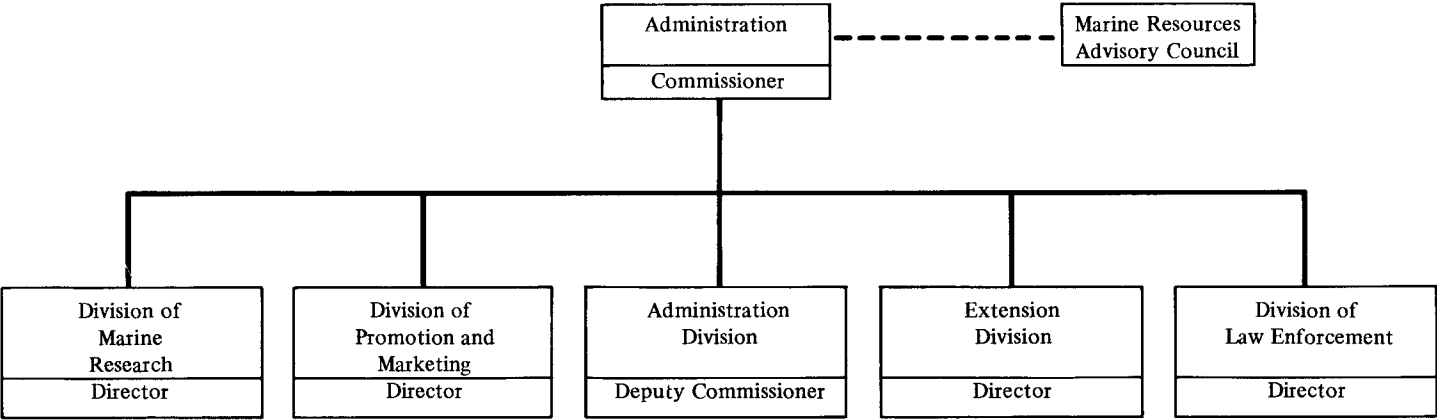 Administration
Commissioner
Marine Resources
Advisory Council
Division of
Marine
Research
Director
Division of
Promotion and
Marketing
Director
Administration
Division
Deputy Commissioner
Extension
Division
Director
Division of
Law Enforcement
Director